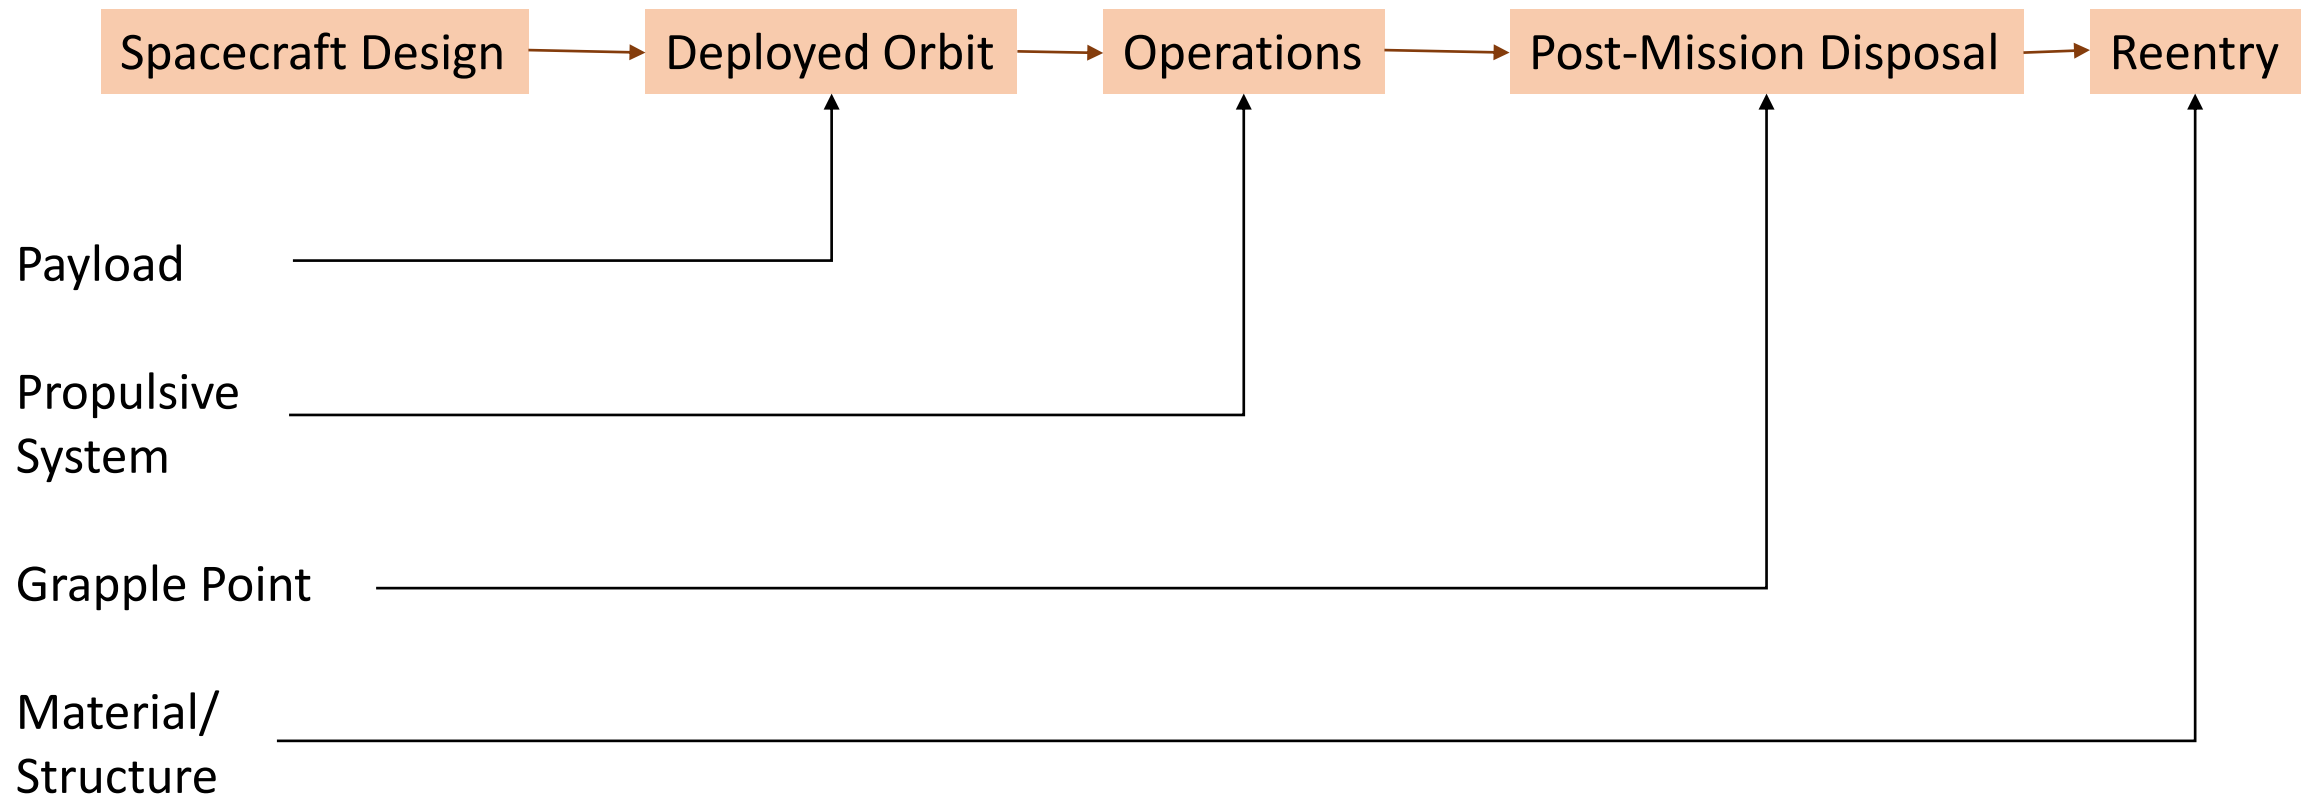 Spacecraft Design
Deployed Orbit
Operations
Post-Mission Disposal
Reentry
Payload
Propulsive
System
Grapple Point
Material/
Structure